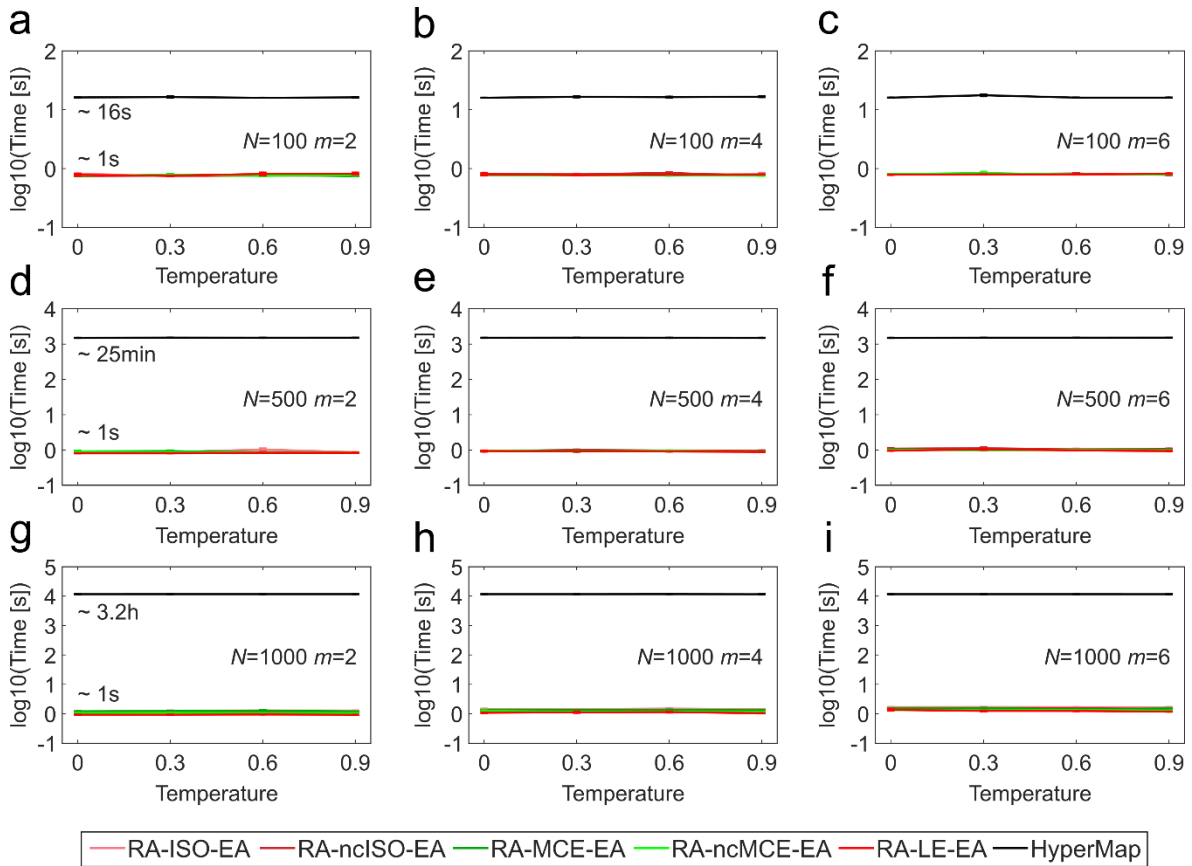 a
2
1
0
-1
log10(Time [s])
~ 16s
~ 1s
N=100 m=2
0 0.3 0.6 0.9
Temperature
b
2
1
0
-1
log10(Time [s])
N=100 m=4
0 0.3 0.6 0.9
Temperature
c
2
1
0
-1
log10(Time [s])
N=100 m=6
0 0.3 0.6 0.9
Temperature
d
4
3
2
1
0
-1
log10(Time [s])
~ 25min
~ 1s
N=500 m=2
0 0.3 0.6 0.9
Temperature
e
4
3
2
1
0
-1
log10(Time [s])
N=500 m=4
0 0.3 0.6 0.9
Temperature
f
4
3
2
1
0
-1
log10(Time [s])
N=500 m=6
0 0.3 0.6 0.9
Temperature
g
5
4
3
2
1
0
-1
log10(Time [s])
~ 3.2h
~ 1s
N=1000 m=2
0 0.3 0.6 0.9
Temperature
h
5
4
3
2
1
0
-1
log10(Time [s])
N=1000 m=4
0 0.3 0.6 0.9
Temperature
i
5
4
3
2
1
0
-1
log10(Time [s])
N=1000 m=6
0 0.3 0.6 0.9
Temperature
RA-ISO-EA RA-ncISO-EA RA-MCE-EA RA-ncMCE-EA RA-LE-EA HyperMap